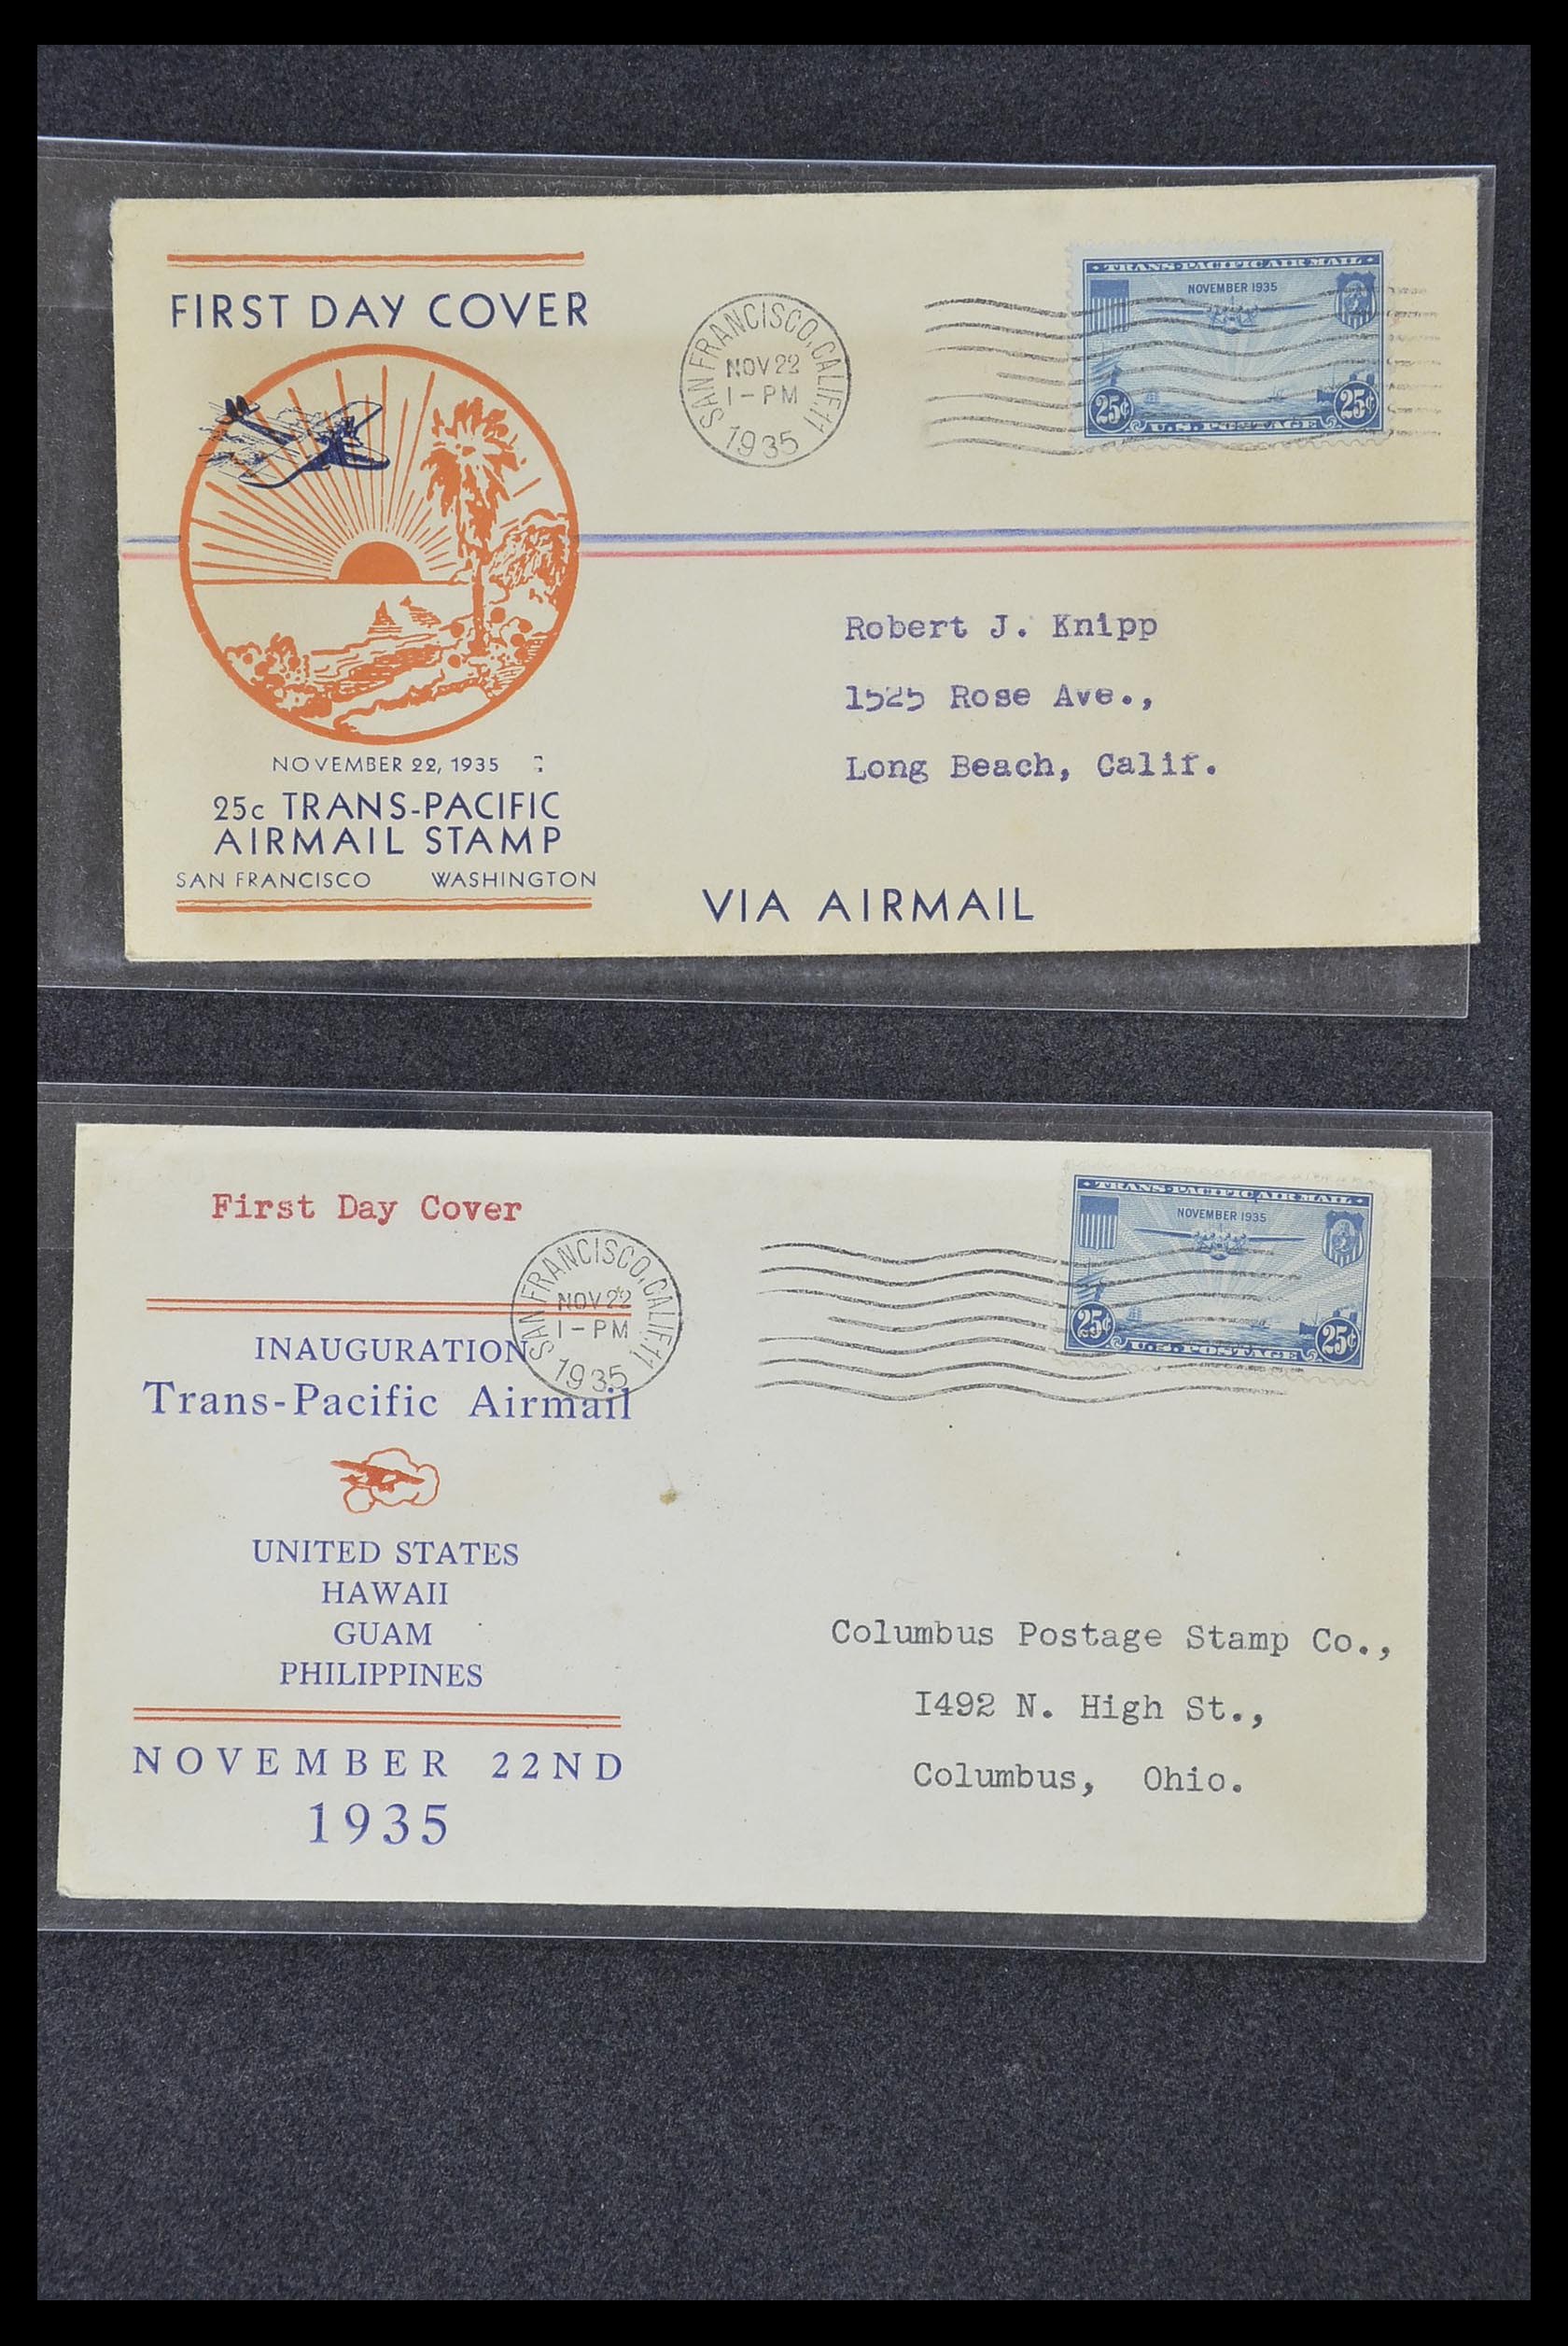 FIRST DAY COVER
NOVEMBER 22, 1935
25c TRANS-PACIFIC
AIRMAIL STAMP
SAN FRANCISCO WASHINGTON
SAN FRANCISCO, CALIF. 11
NOV 22
1-PM
1935
TRANS-PACIFIC AIR MAIL
NOVEMBER 1935
25¢ 25¢
U.S. POSTAGE
Robert J. Knipp
1525 Rose Ave.,
Long Beach, Calif.
VIA AIRMAIL
First Day Cover
INAUGURATION
Trans-Pacific Airmail
UNITED STATES
HAWAII
GUAM
PHILIPPINES
NOVEMBER 22ND
1935
SAN FRANCISCO, CALIF. 11
NOV 22
1-PM
1935
TRANS-PACIFIC AIR MAIL
NOVEMBER 1935
25¢ 25¢
U.S. POSTAGE
Columbus Postage Stamp Co.,
I492 N. High St.,
Columbus, Ohio.